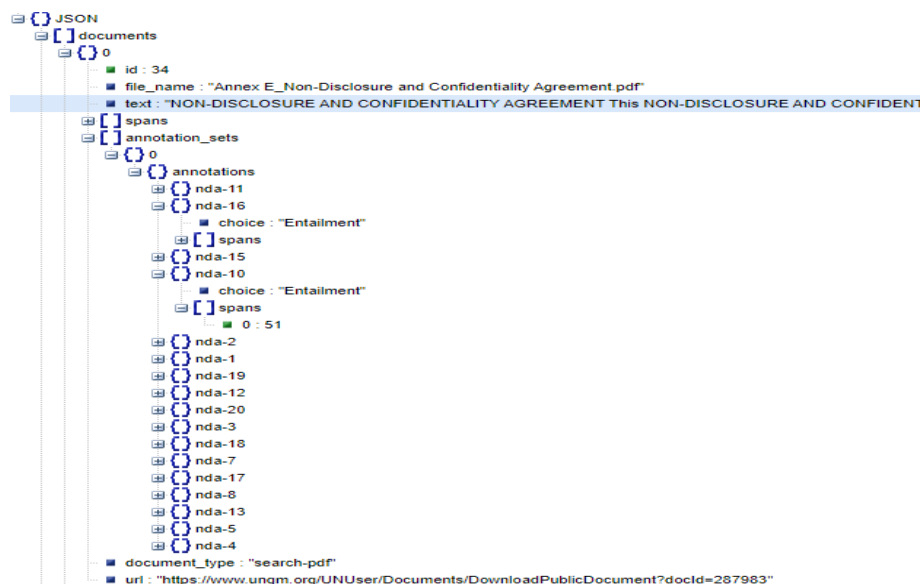 {} JSON
[] documents
{} 0
id : 34
file_name : "Annex E_Non-Disclosure and Confidentiality Agreement.pdf"
text : "NON-DISCLOSURE AND CONFIDENTIALITY AGREEMENT This NON-DISCLOSURE AND CONFIDENT
[] spans
[] annotation_sets
{} 0
{} annotations
{} nda-11
{} nda-16
choice : "Entailment"
[] spans
{} nda-15
{} nda-10
choice : "Entailment"
[] spans
0 : 51
{} nda-2
{} nda-1
{} nda-19
{} nda-12
{} nda-20
{} nda-3
{} nda-18
{} nda-7
{} nda-17
{} nda-8
{} nda-13
{} nda-5
{} nda-4
document_type : "search-pdf"
url : "https://www.ungm.org/UNUser/Documents/DownloadPublicDocument?docId=287983"